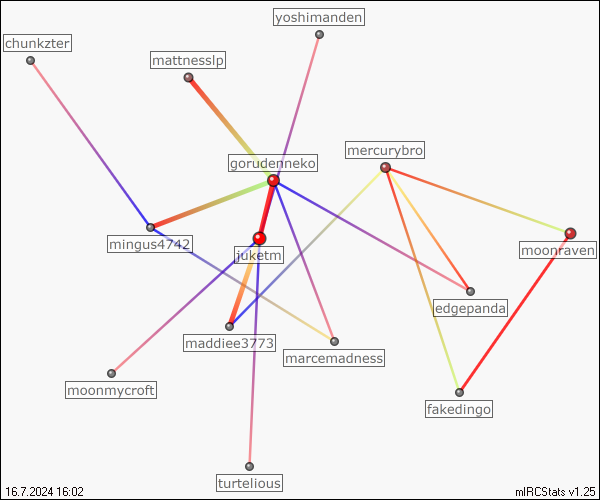 yoshimanden
chunkzter
mattnesslp
mercurybro
gorudenneko
mingus4742
moonraven
juketm
edgepanda
maddiee3773
marcemadness
moonmycroft
fakedingo
turtelious
16.7.2024 16:02
mIRCStats v1.25